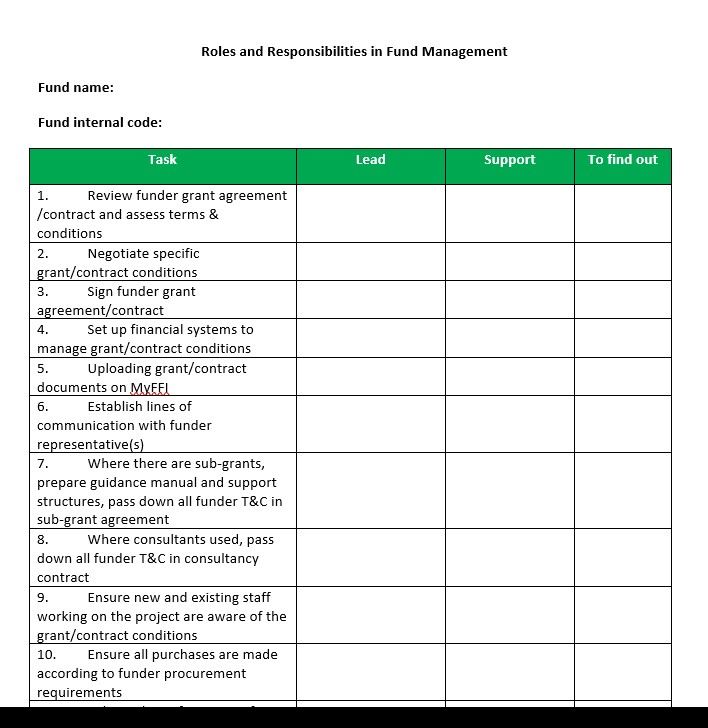 Roles and Responsibilities in Fund Management
Fund name:
Fund internal code:
Task Lead Support To find out
1. Review funder grant agreement
/contract and assess terms &
conditions
2. Negotiate specific
grant/contract conditions
3. Sign funder grant
agreement/contract
4. Set up financial systems to
manage grant/contract conditions
5. Uploading grant/contract
documents on MyFFI
6. Establish lines of
communication with funder
representative(s)
7. Where there are sub-grants,
prepare guidance manual and support
structures, pass down all funder T&C in
sub-grant agreement
8. Where consultants used, pass
down all funder T&C in consultancy
contract
9. Ensure new and existing staff
working on the project are aware of the
grant/contract conditions
10. Ensure all purchases are made
according to funder procurement
requirements